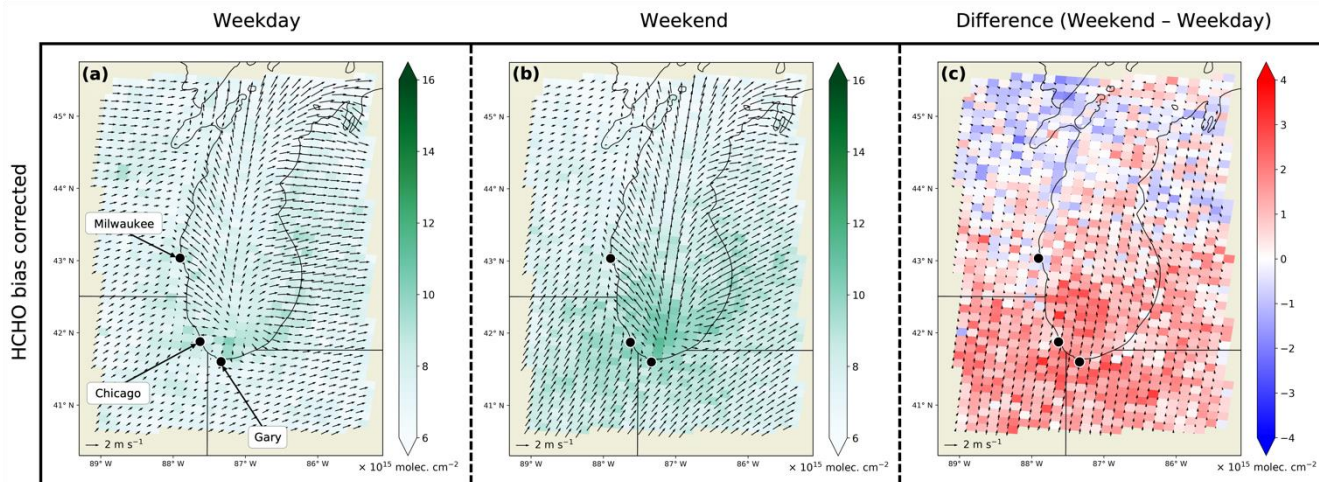 Weekday
Weekend
Difference (Weekend – Weekday)
HCHO bias corrected
(a)
45° N
44° N
43° N
42° N
41° N
89° W
88° W
87° W
86° W
Milwaukee
Chicago
Gary
2 m s⁻¹
16
14
12
10
8
6
× 10¹⁵ molec. cm⁻²
(b)
45° N
44° N
43° N
42° N
41° N
89° W
88° W
87° W
86° W
2 m s⁻¹
16
14
12
10
8
6
× 10¹⁵ molec. cm⁻²
(c)
45° N
44° N
43° N
42° N
41° N
89° W
88° W
87° W
86° W
2 m s⁻¹
4
3
2
1
0
−1
−2
−3
−4
× 10¹⁵ molec. cm⁻²